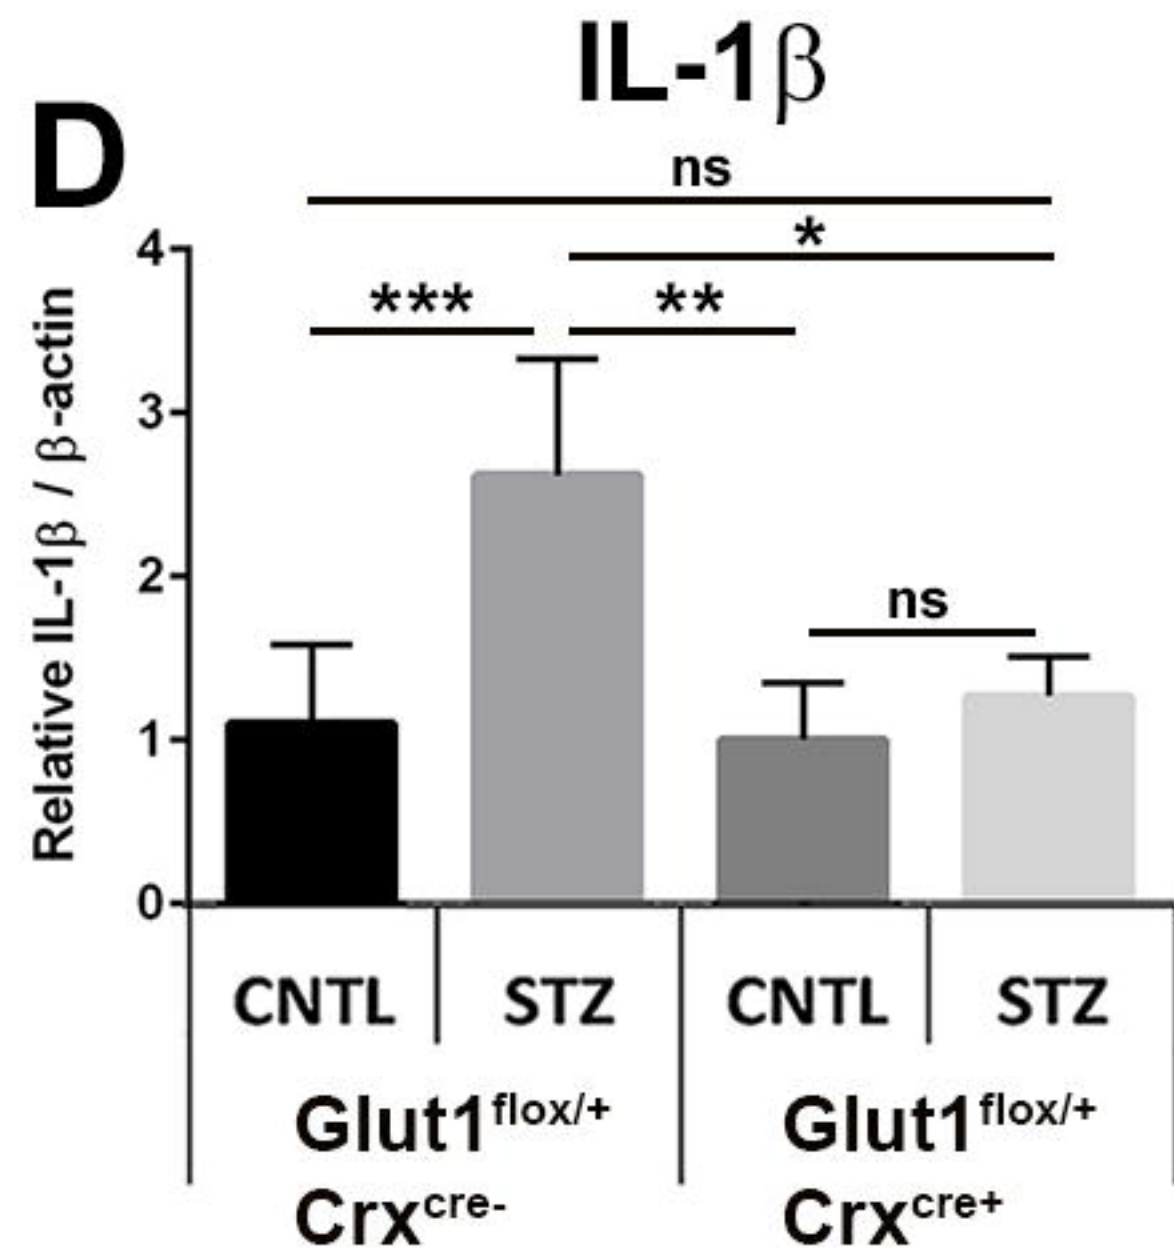 IL-1β
D
ns
*
*** **
4
3
2
1
0
ns
Relative IL-1β / β-actin
CNTL STZ CNTL STZ
Glut1flox/+ Glut1flox/+
Crxcre- Crxcre+